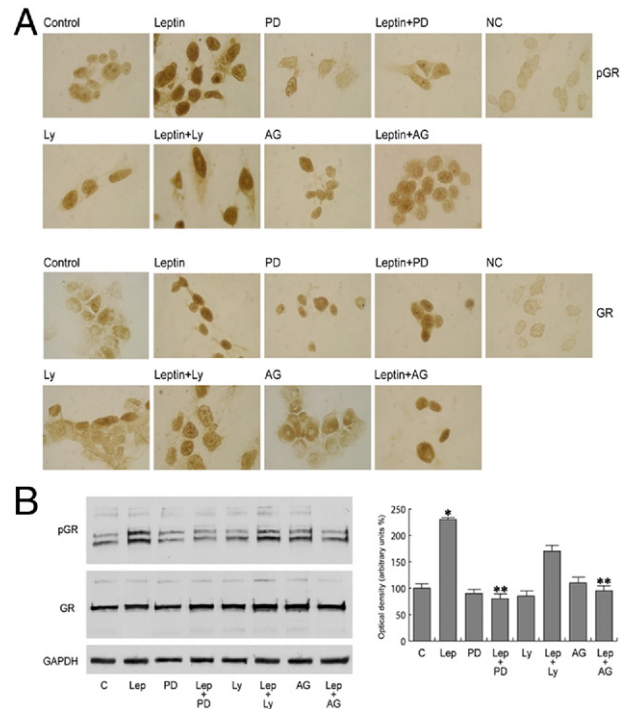 A
Control Leptin PD Leptin+PD NC
pGR
Ly Leptin+Ly AG Leptin+AG
Control Leptin PD Leptin+PD NC
GR
Ly Leptin+Ly AG Leptin+AG
B
pGR
GR
GAPDH
C Lep PD Lep + PD Ly Lep + Ly AG Lep + AG
Optical density (arbitrary units %)
250
200
150
100
50
0
*
**
**
C Lep PD Lep + PD Ly Lep + Ly AG Lep + AG